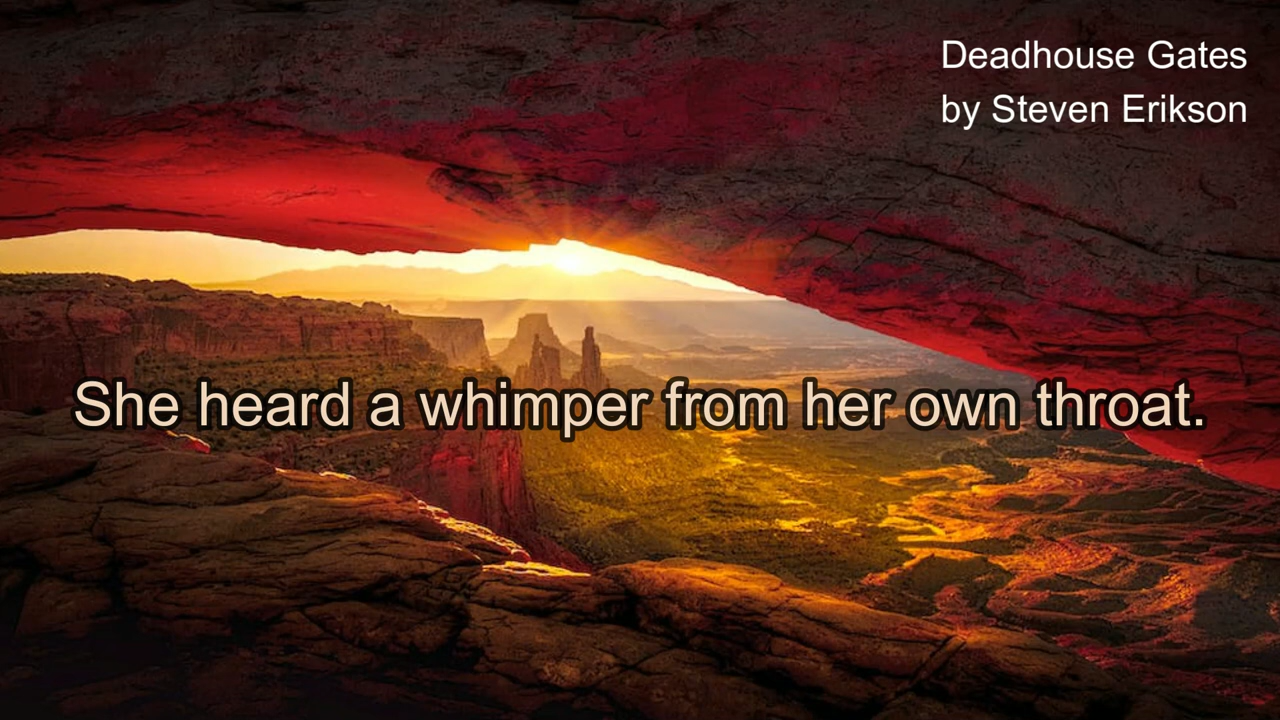 Deadhouse Gates
by Steven Erikson
She heard a whimper from her own throat.